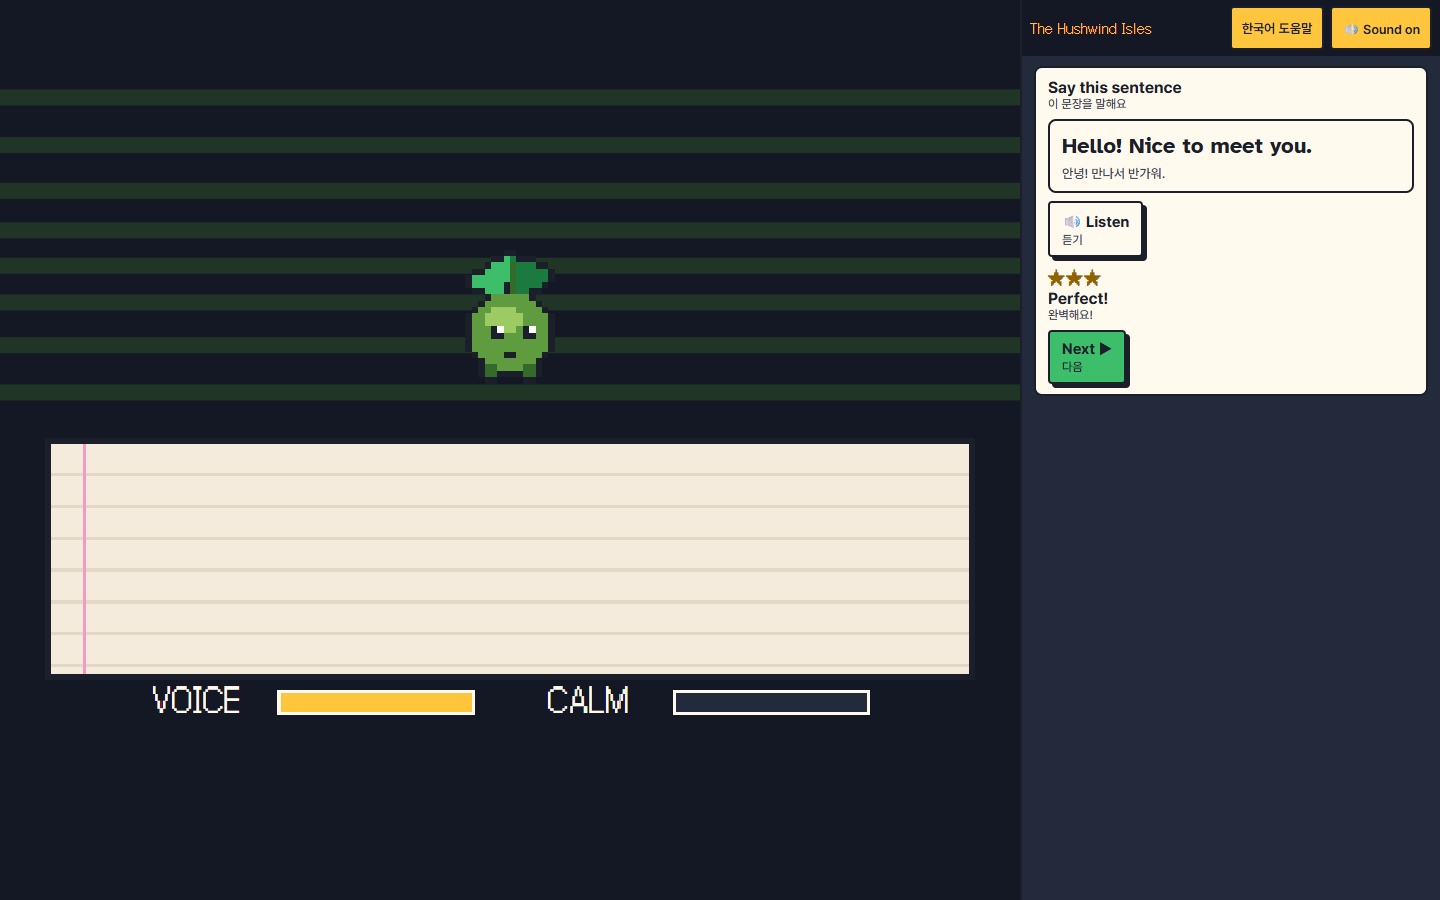 The Hushwind Isles
한국어 도움말
Sound on
Say this sentence
이 문장을 말해요
Hello! Nice to meet you.
안녕! 만나서 반가워.
Listen
듣기
Perfect!
완벽해요!
Next ▶
다음
VOICE
CALM